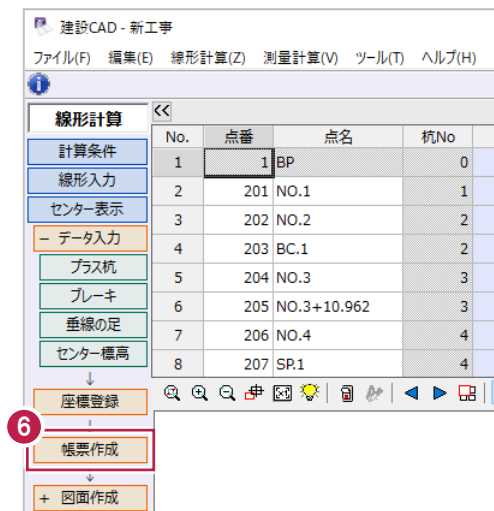 建設CAD - 新工事
ファイル(F) 編集(E) 線形計算(Z) 測量計算(V) ツール(T) ヘルプ(H)
線形計算
計算条件
線形入力
センター表示
− データ入力
プラス杭
ブレーキ
垂線の足
センター標高
↓
座標登録
↓
6
帳票作成
↓
+ 図面作成
<<
No. 点番 点名 杭No
1 1 BP 0
2 201 NO.1 1
3 202 NO.2 2
4 203 BC.1 2
5 204 NO.3 3
6 205 NO.3+10.962 3
7 206 NO.4 4
8 207 SP.1 4